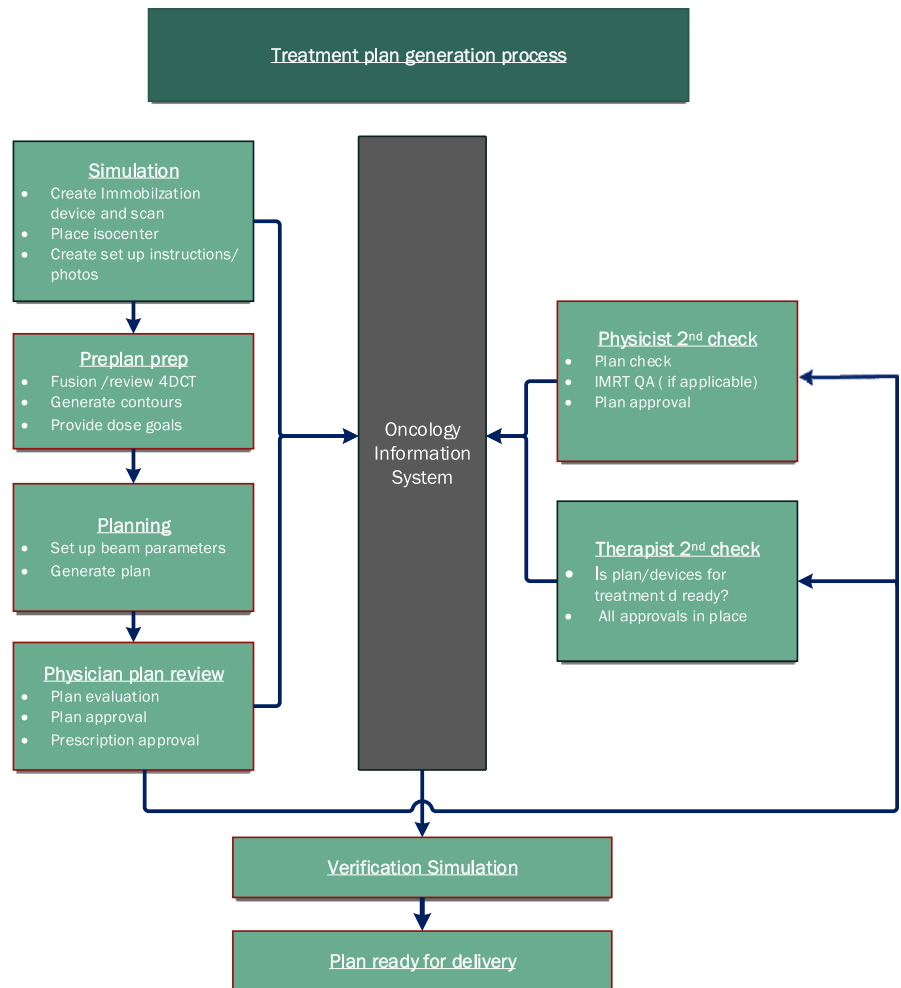 Treatment plan generation process
Simulation
• Create Immobilzation
device and scan
• Place isocenter
• Create set up instructions/
photos
Preplan prep
• Fusion /review 4DCT
• Generate contours
• Provide dose goals
Planning
• Set up beam parameters
• Generate plan
Physician plan review
• Plan evaluation
• Plan approval
• Prescription approval
Oncology
Information
System
Physicist 2nd check
• Plan check
• IMRT QA ( if applicable)
• Plan approval
Therapist 2nd check
• Is plan/devices for
treatment d ready?
• All approvals in place
Verification Simulation
Plan ready for delivery